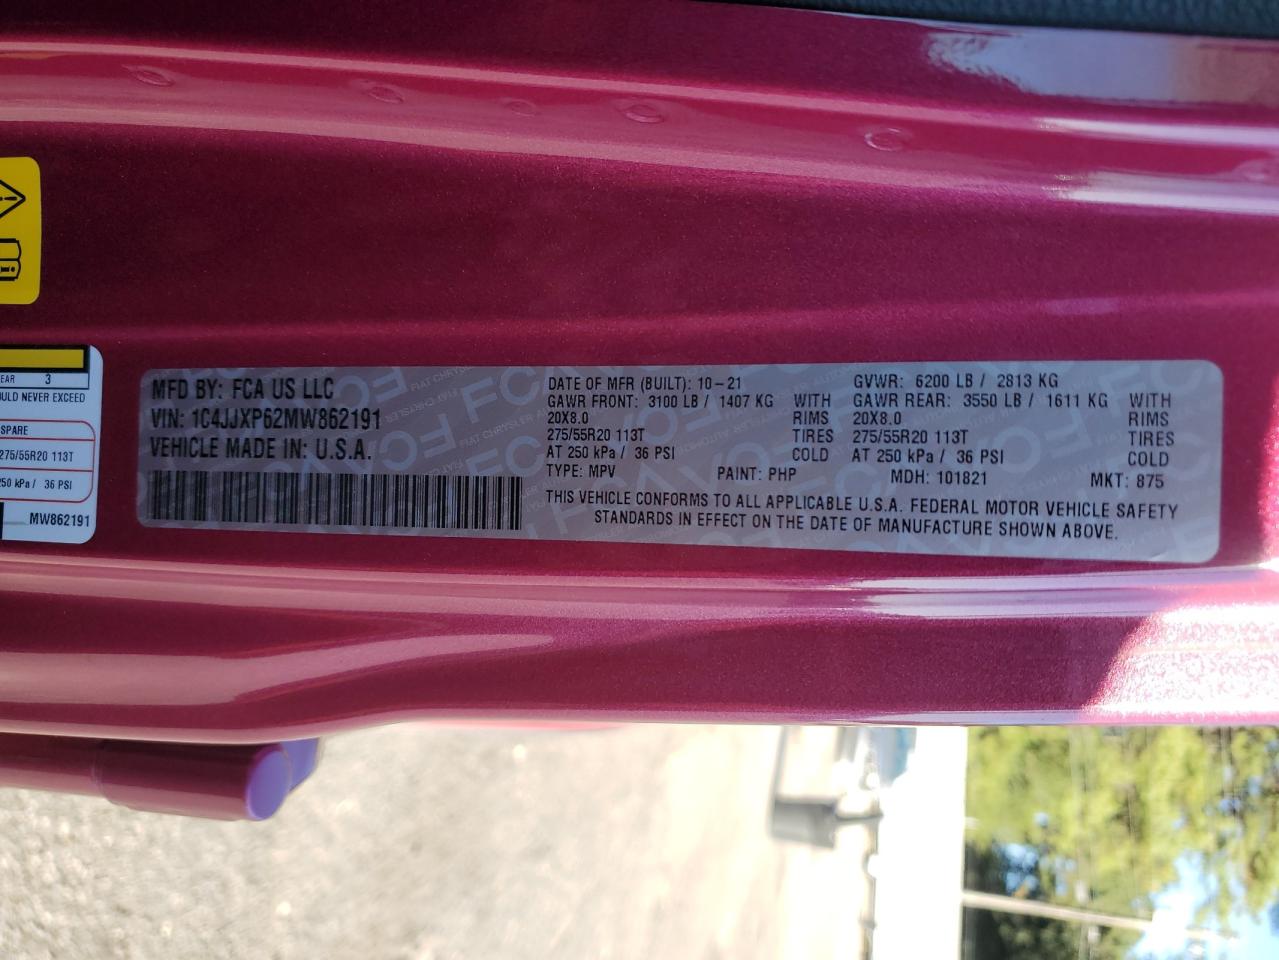 MFD BY: FCA US LLC
VIN: 1C4JJXP62MW862191
VEHICLE MADE IN: U.S.A.
DATE OF MFR (BUILT): 10-21 GVWR: 6200 LB / 2813 KG
GAWR FRONT: 3100 LB / 1407 KG WITH GAWR REAR: 3550 LB / 1611 KG WITH
20X8.0 RIMS 20X8.0 RIMS
275/55R20 113T TIRES 275/55R20 113T TIRES
AT 250 kPa / 36 PSI COLD AT 250 kPa / 36 PSI COLD
TYPE: MPV PAINT: PHP MDH: 101821 MKT: 875
THIS VEHICLE CONFORMS TO ALL APPLICABLE U.S.A. FEDERAL MOTOR VEHICLE SAFETY
STANDARDS IN EFFECT ON THE DATE OF MANUFACTURE SHOWN ABOVE.
EAR 3
OULD NEVER EXCEED
SPARE
275/55R20 113T
250 kPa / 36 PSI
MW862191